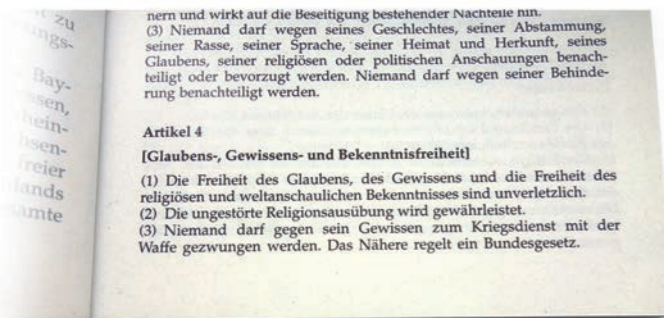 zu
ungs-
Bay-
ssen,
hein-
hsen-
freier
lands
samte
nern und wirkt auf die Beseitigung bestehender Nachteile hin.
(3) Niemand darf wegen seines Geschlechtes, seiner Abstammung,
seiner Rasse, seiner Sprache, seiner Heimat und Herkunft, seines
Glaubens, seiner religiösen oder politischen Anschauungen benach-
teiligt oder bevorzugt werden. Niemand darf wegen seiner Behinde-
rung benachteiligt werden.
Artikel 4
[Glaubens-, Gewissens- und Bekenntnisfreiheit]
(1) Die Freiheit des Glaubens, des Gewissens und die Freiheit des
religiösen und weltanschaulichen Bekenntnisses sind unverletzlich.
(2) Die ungestörte Religionsausübung wird gewährleistet.
(3) Niemand darf gegen sein Gewissen zum Kriegsdienst mit der
Waffe gezwungen werden. Das Nähere regelt ein Bundesgesetz.